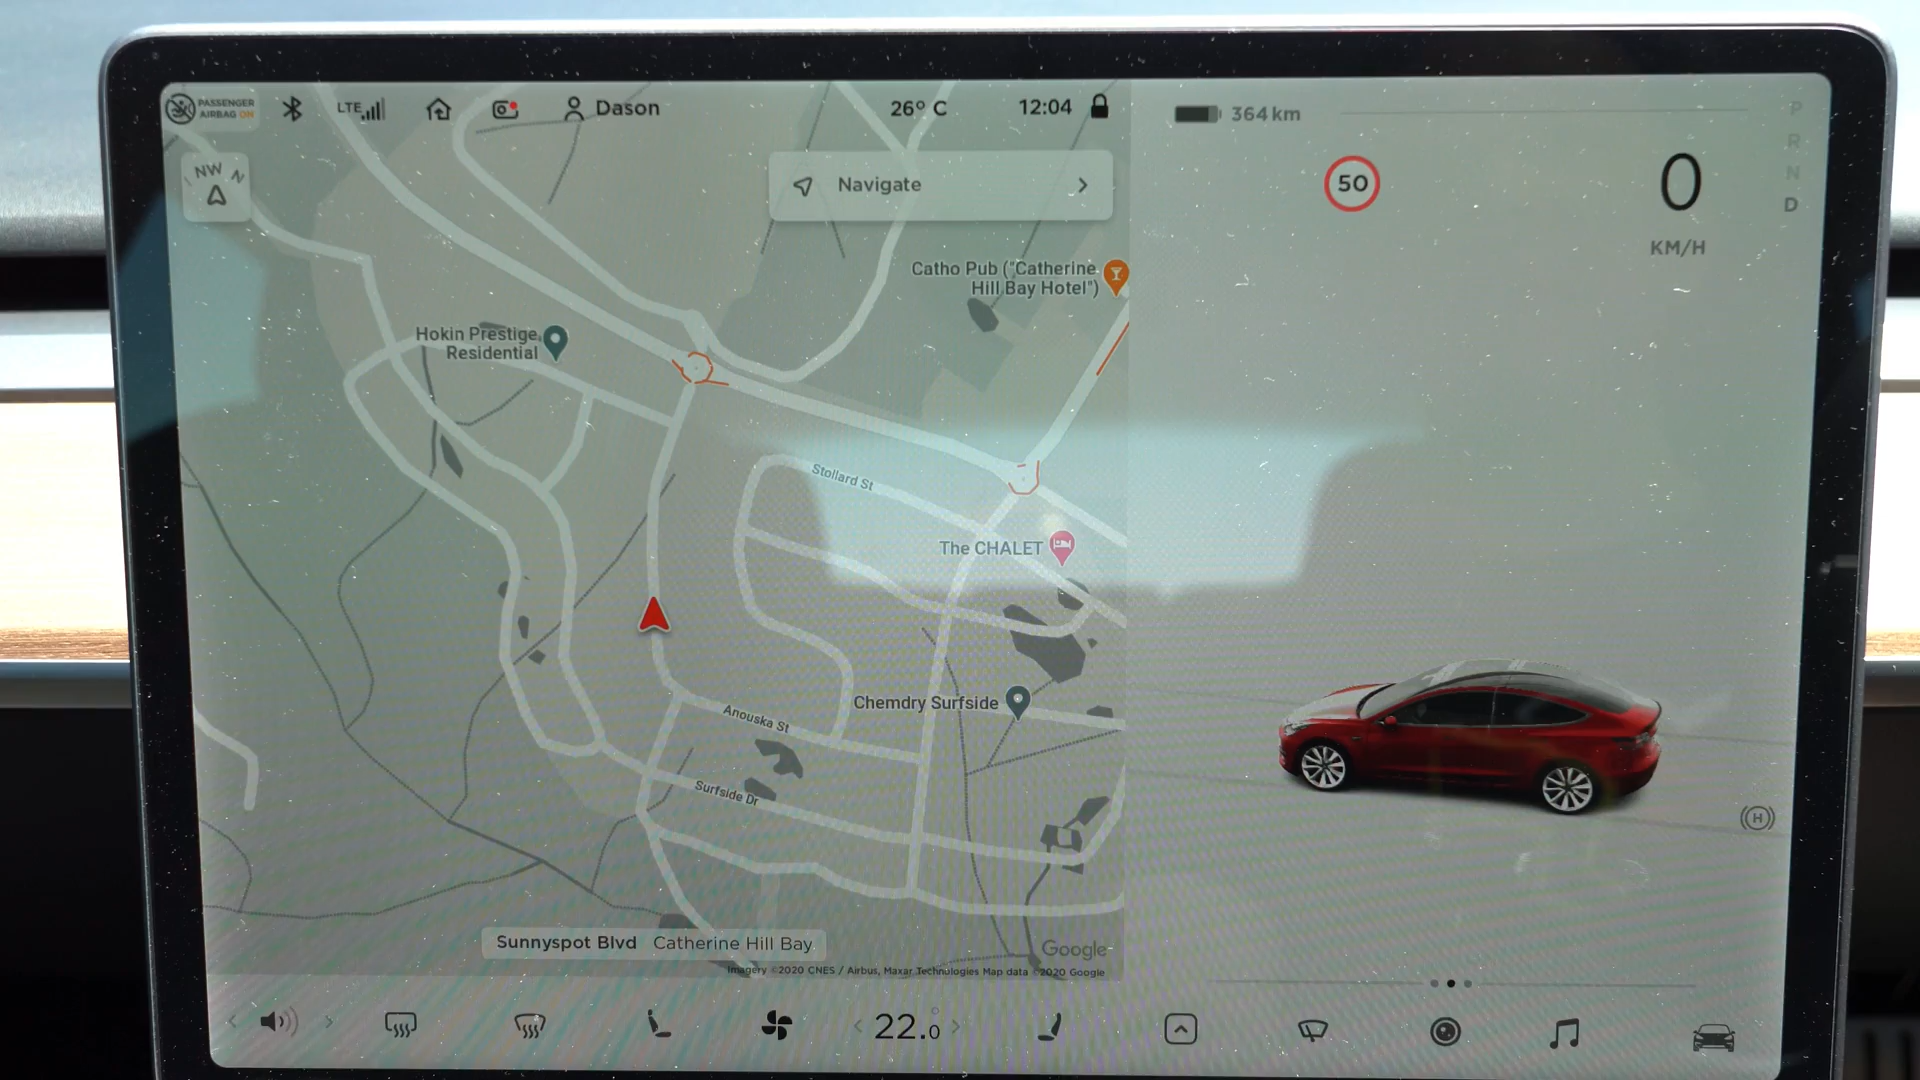 PASSENGER
AIRBAG ON
LTE
Dason
26° C
12:04
364 km
P
R
N
D
NW N
Navigate
50
0
KM/H
Catho Pub ("Catherine
Hill Bay Hotel")
Hokin Prestige
Residential
Stollard St
The CHALET
Chemdry Surfside
Anouska St
Surfside Dr
H
Sunnyspot Blvd Catherine Hill Bay
Google
Imagery ©2020 CNES / Airbus, Maxar Technologies Map data ©2020 Google
22.0